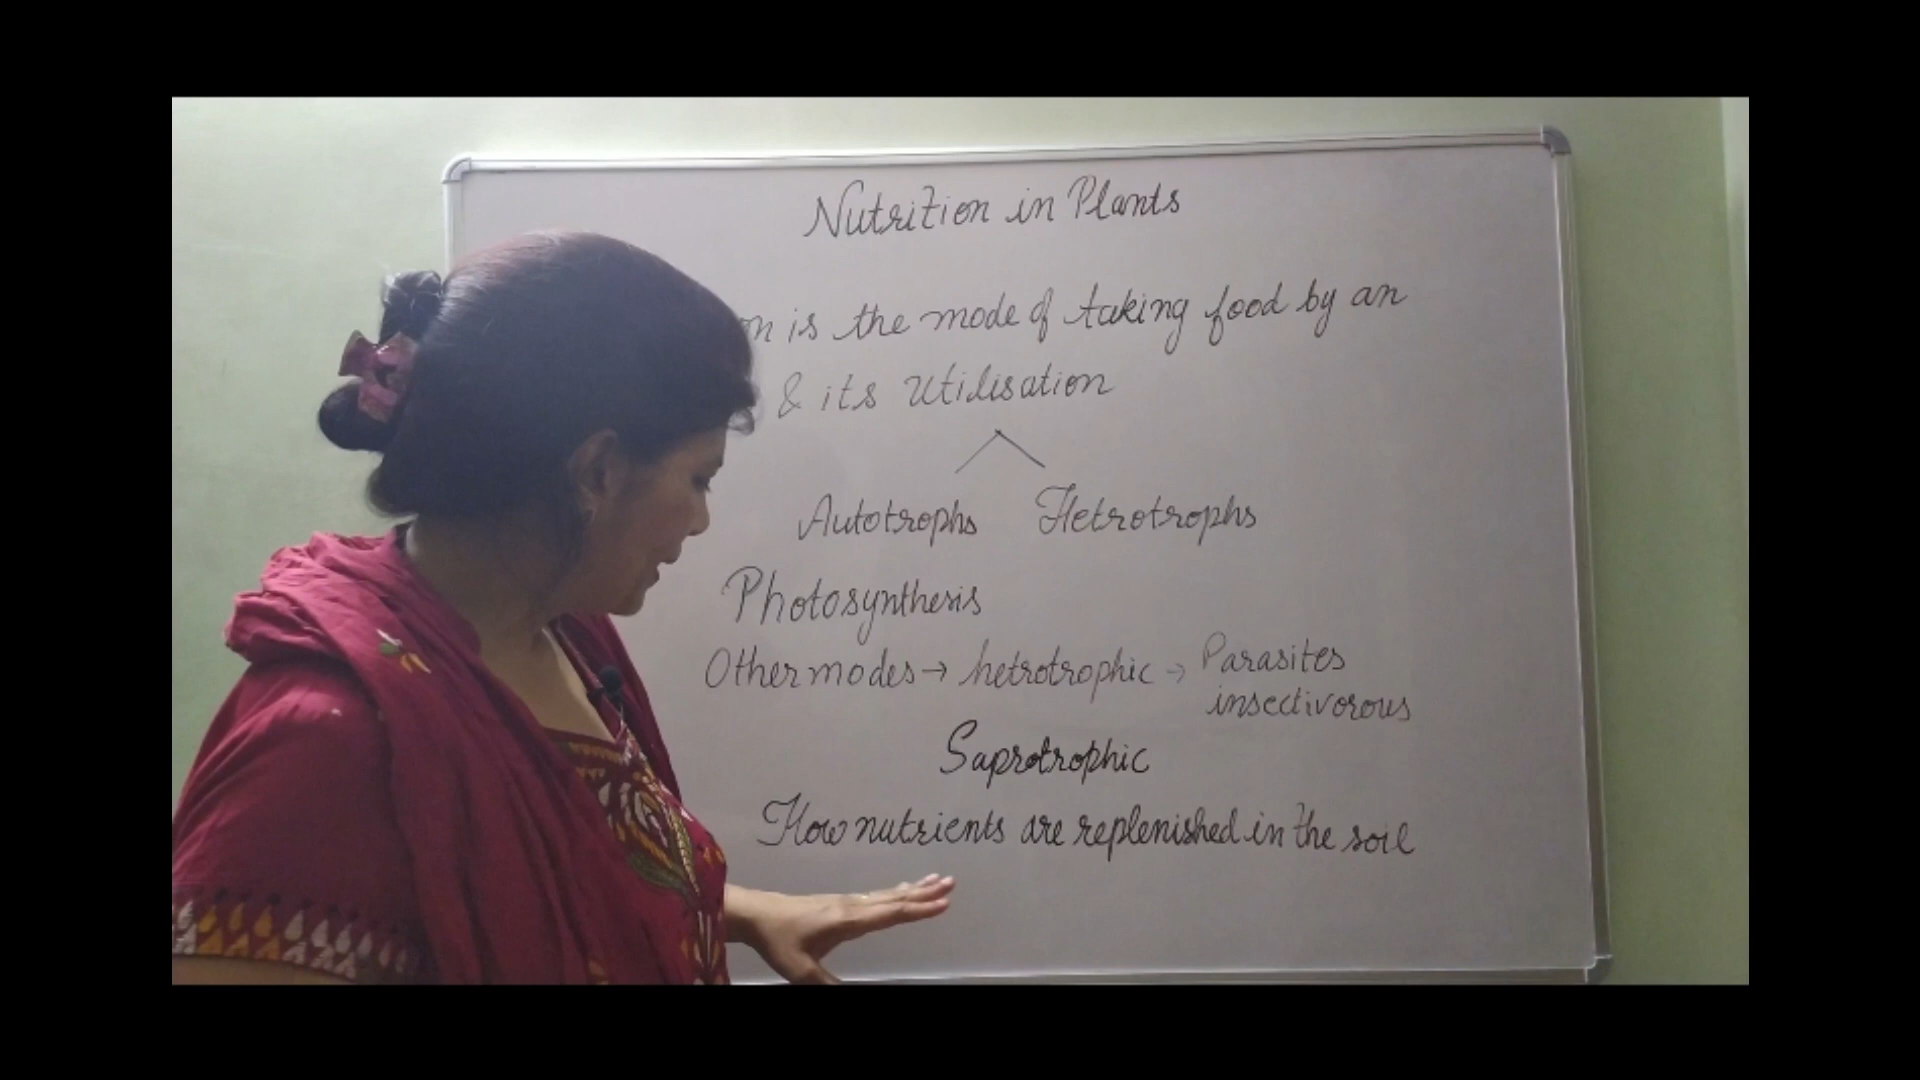 Nutrition in Plants
is the mode of taking food by an
& its Utilisation
Autotrophs Hetrotrophs
Photosynthesis
Other modes → hetrotrophic → Parasites
insectivorous
Saprotrophic
How nutrients are replenished in the soil